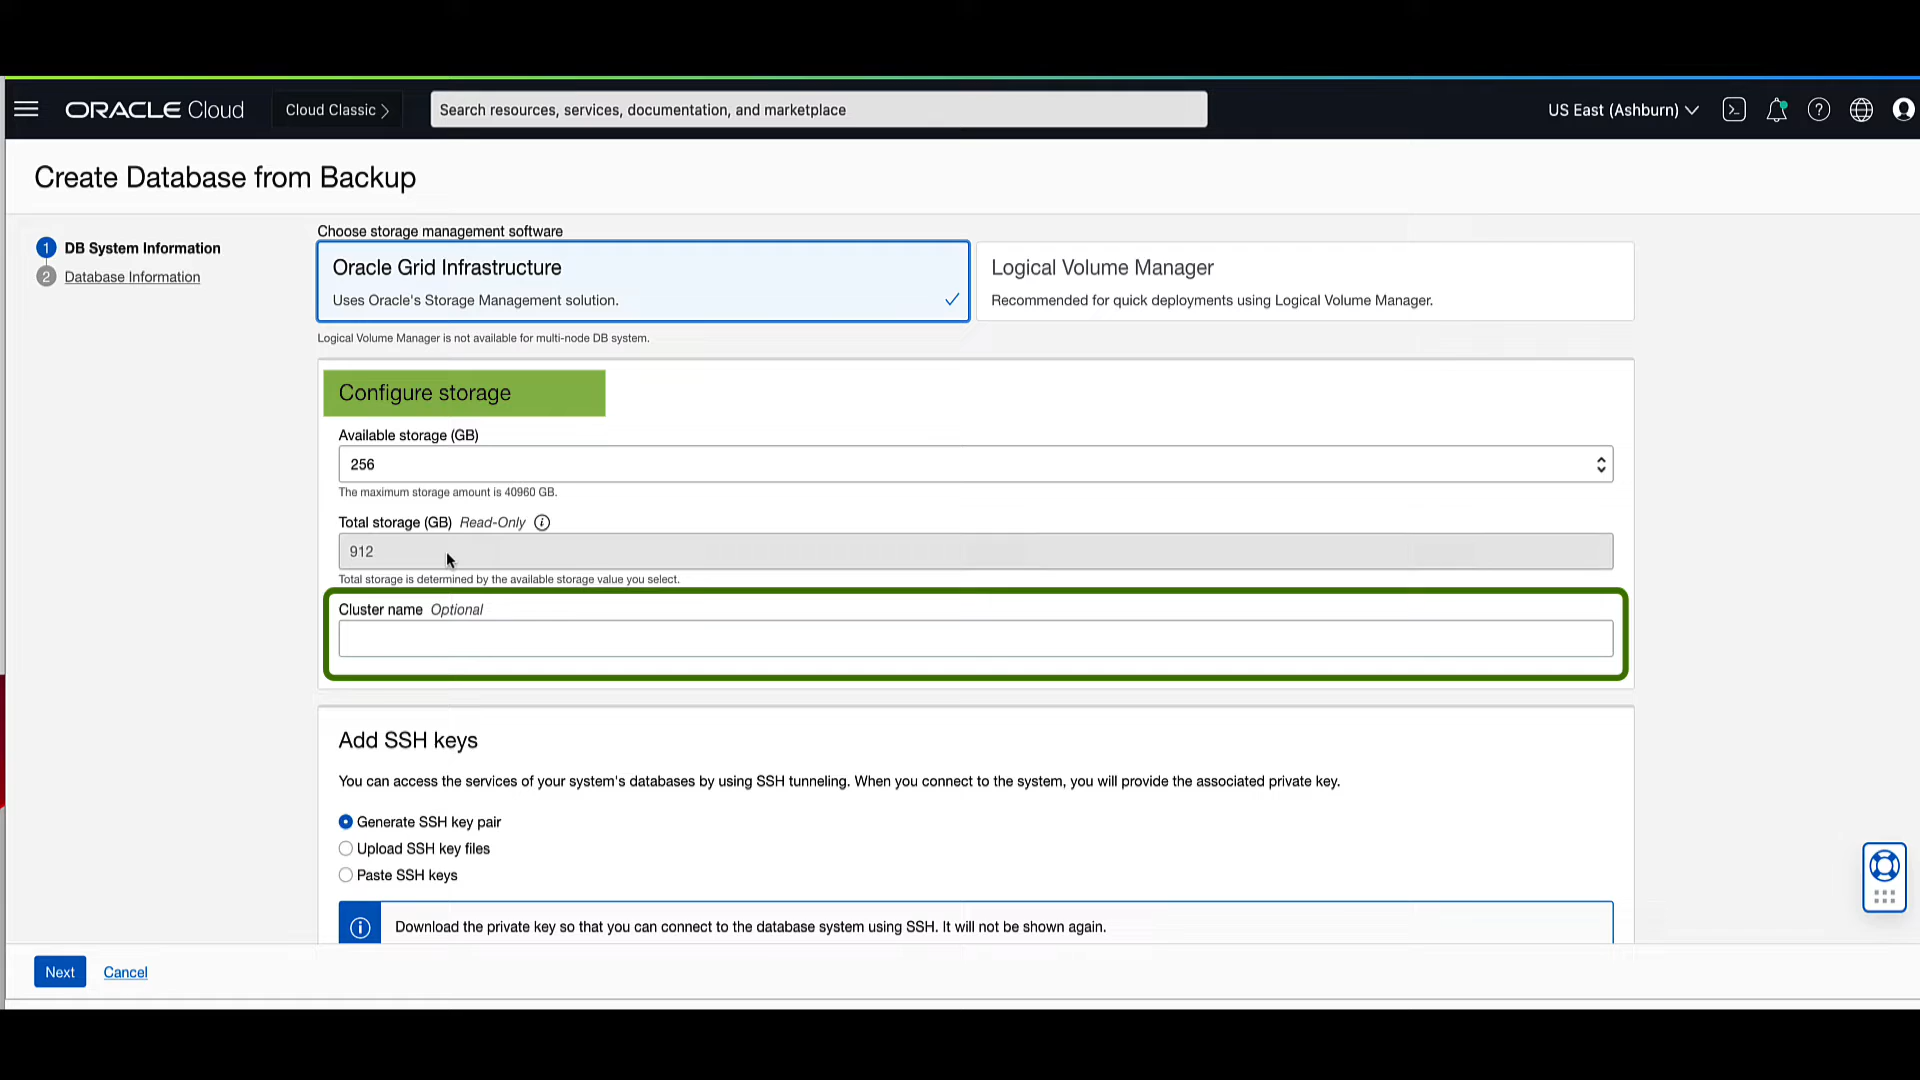 ORACLE Cloud
Cloud Classic
Search resources, services, documentation, and marketplace
US East (Ashburn)
Create Database from Backup
1 DB System Information
2 Database Information
Choose storage management software
Oracle Grid Infrastructure
Uses Oracle's Storage Management solution.
Logical Volume Manager
Recommended for quick deployments using Logical Volume Manager.
Logical Volume Manager is not available for multi-node DB system.
Configure storage
Available storage (GB)
256
The maximum storage amount is 40960 GB.
Total storage (GB) Read-Only
912
Total storage is determined by the available storage value you select.
Cluster name Optional
Add SSH keys
You can access the services of your system's databases by using SSH tunneling. When you connect to the system, you will provide the associated private key.
Generate SSH key pair
Upload SSH key files
Paste SSH keys
Download the private key so that you can connect to the database system using SSH. It will not be shown again.
Next
Cancel